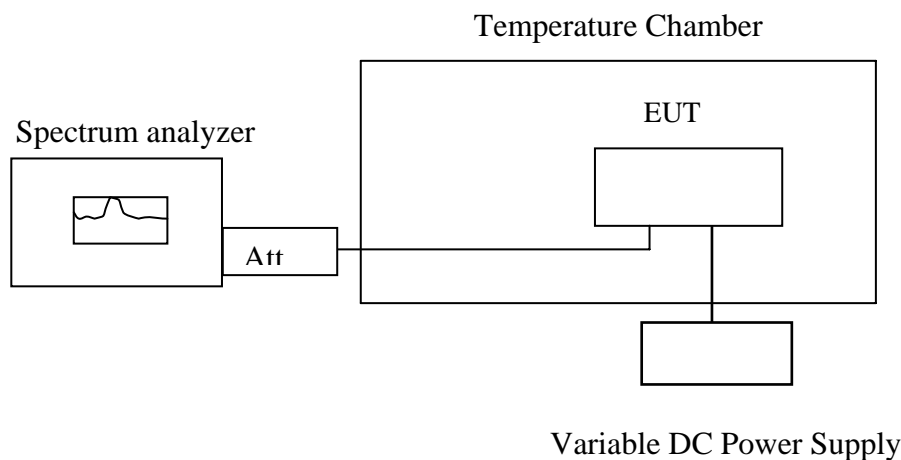 Temperature Chamber
EUT
Spectrum analyzer
Att
Variable DC Power Supply